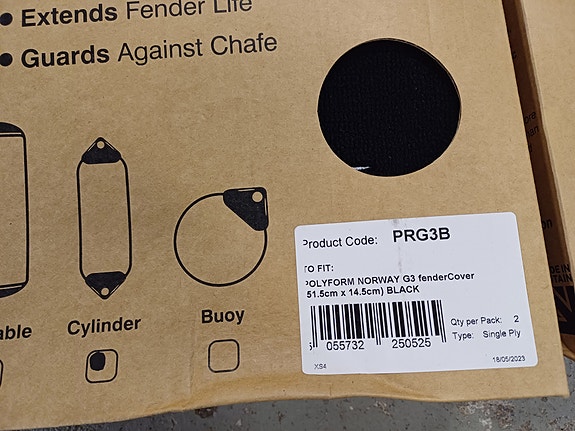 • Extends Fender Life
• Guards Against Chafe
able
Cylinder
Buoy
Product Code: PRG3B
TO FIT:
POLYFORM NORWAY G3 fenderCover
51.5cm x 14.5cm) BLACK
055732 250525
Qty per Pack: 2
Type: Single Ply
XS4
18/05/2023